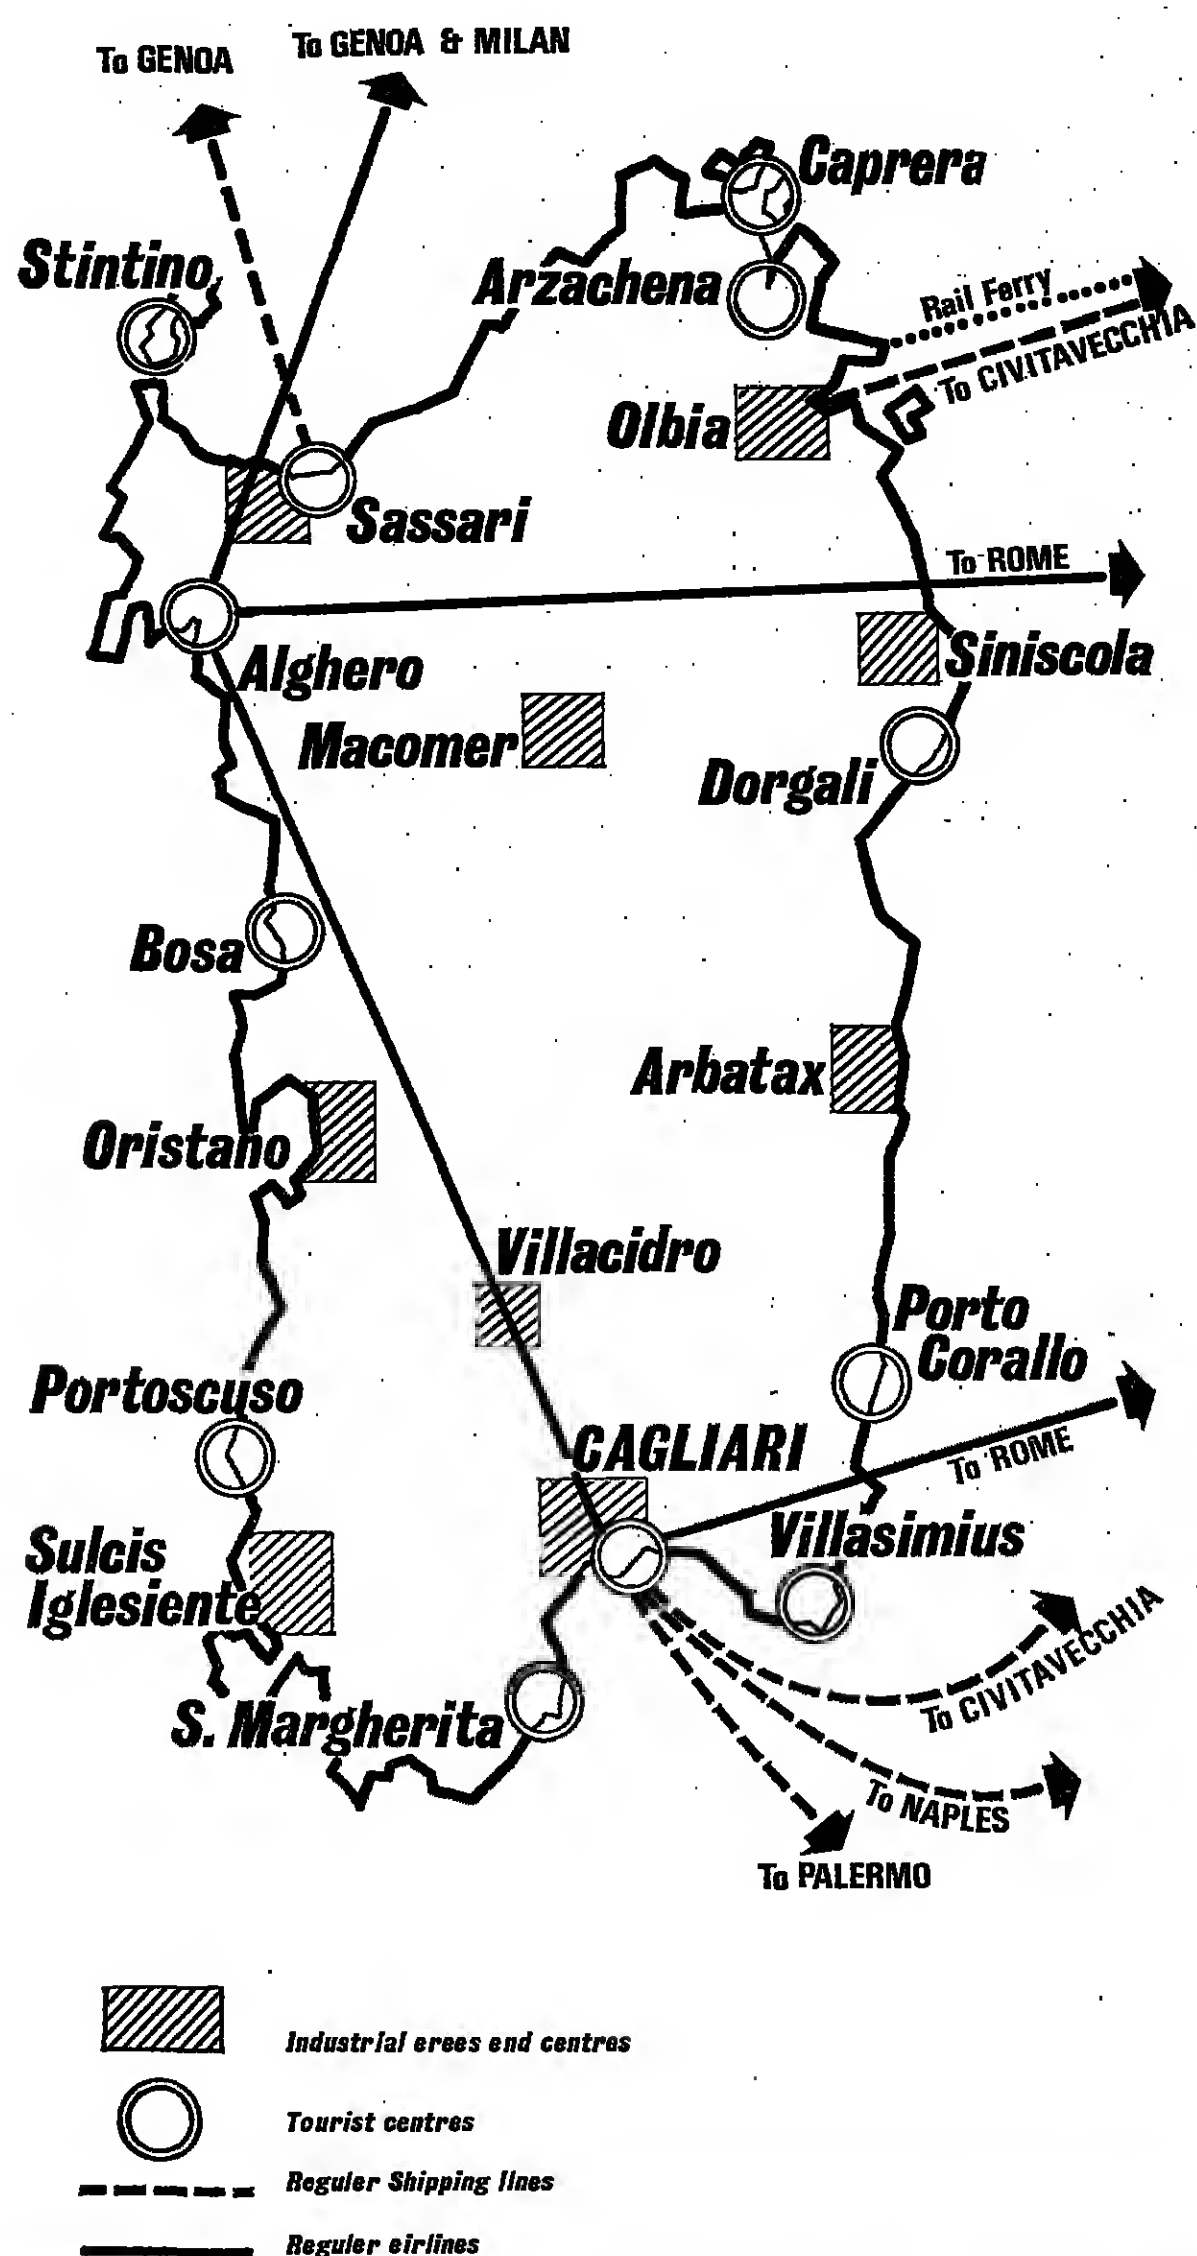 To GENOA
To GENOA & MILAN
Caprera
Stintino
Arzachena
Rail Ferry
To CIVITAVECCHIA
Olbia
Sassari
To ROME
Siniscola
Alghero
Macomer
Dorgali
Bosa
Arbatax
Oristano
Villacidro
Porto
Corallo
Portoscuso
CAGLIARI
To ROME
Villasimius
Sulcis
Iglesiente
To CIVITAVECCHIA
S. Margherita
To NAPLES
To PALERMO
Industrial erees end centres
Tourist centres
Reguler Shipping lines
Reguler eirlines